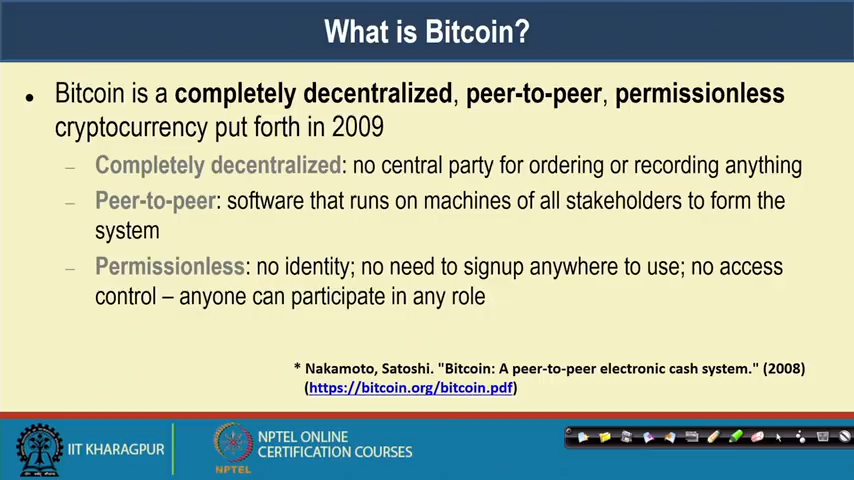 What is Bitcoin?
• Bitcoin is a completely decentralized, peer-to-peer, permissionless
cryptocurrency put forth in 2009
– Completely decentralized: no central party for ordering or recording anything
– Peer-to-peer: software that runs on machines of all stakeholders to form the
system
– Permissionless: no identity; no need to signup anywhere to use; no access
control – anyone can participate in any role
* Nakamoto, Satoshi. "Bitcoin: A peer-to-peer electronic cash system." (2008)
(https://bitcoin.org/bitcoin.pdf)
IIT KHARAGPUR
NPTEL
NPTEL ONLINE
CERTIFICATION COURSES